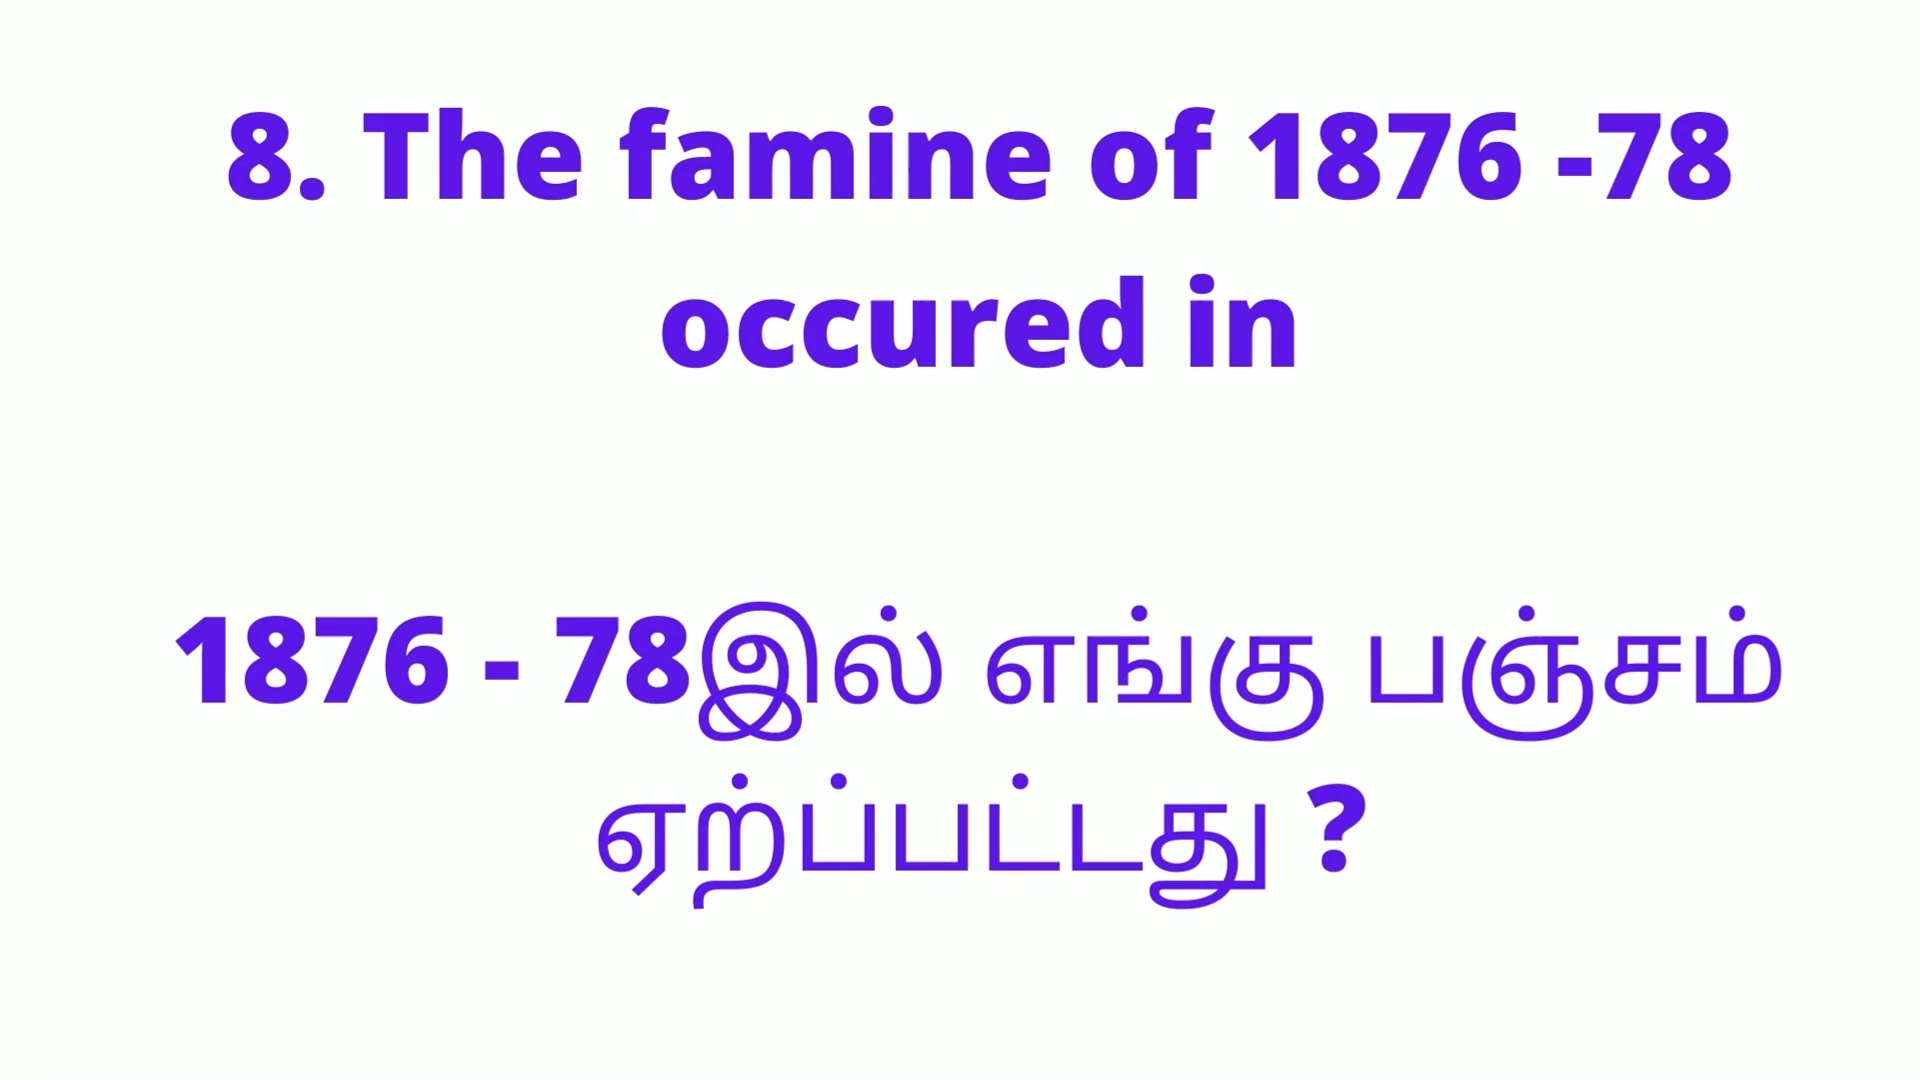 8. The famine of 1876 -78
occured in
1876 - 78இல் எங்கு பஞ்சம்
ஏற்ப்பட்டது ?